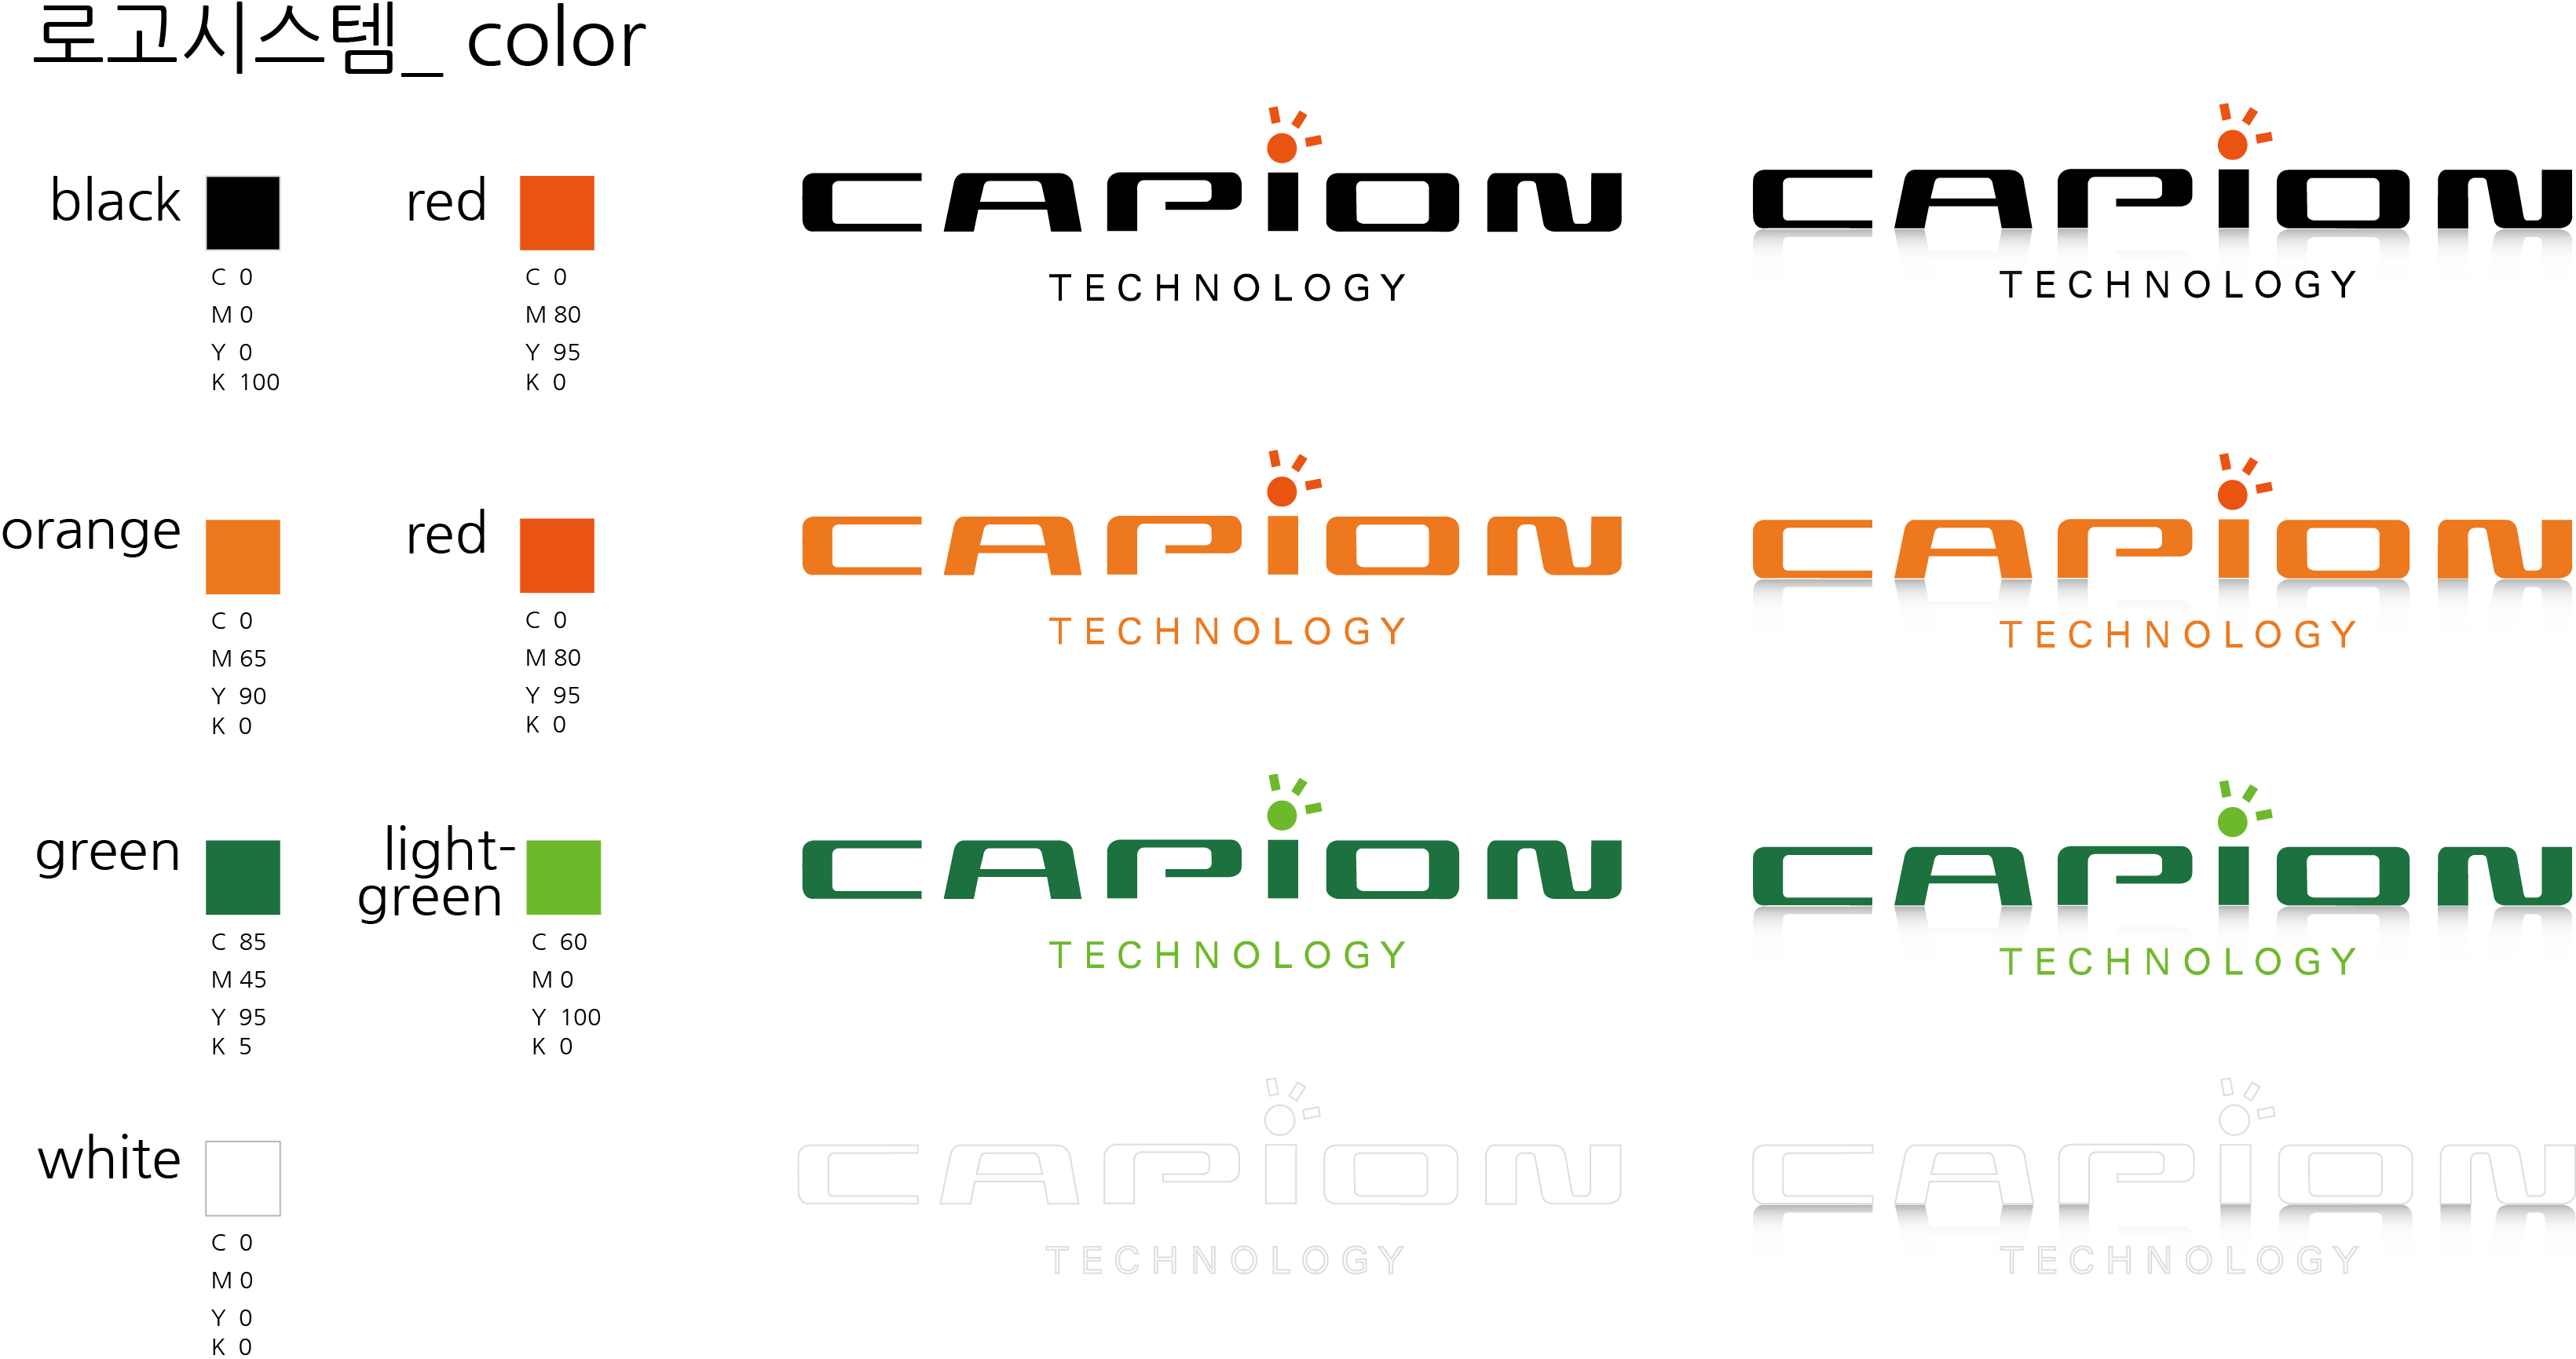 로고시스템_ color
black
C 0
M 0
Y 0
K 100
red
C 0
M 80
Y 95
K 0
CAPiON
TECHNOLOGY
CAPiON
TECHNOLOGY
orange
C 0
M 65
Y 90
K 0
red
C 0
M 80
Y 95
K 0
CAPiON
TECHNOLOGY
CAPiON
TECHNOLOGY
green
C 85
M 45
Y 95
K 5
light-
green
C 60
M 0
Y 100
K 0
CAPiON
TECHNOLOGY
CAPiON
TECHNOLOGY
white
C 0
M 0
Y 0
K 0
CAPiON
TECHNOLOGY
CAPiON
TECHNOLOGY